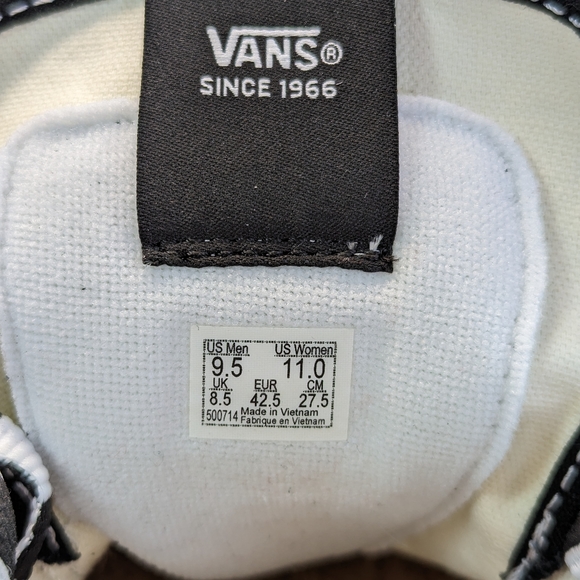 VANS®
SINCE 1966
US Men US Women
9.5 11.0
UK EUR CM
8.5 42.5 27.5
500714 Made in Vietnam
Fabrique en Vietnam